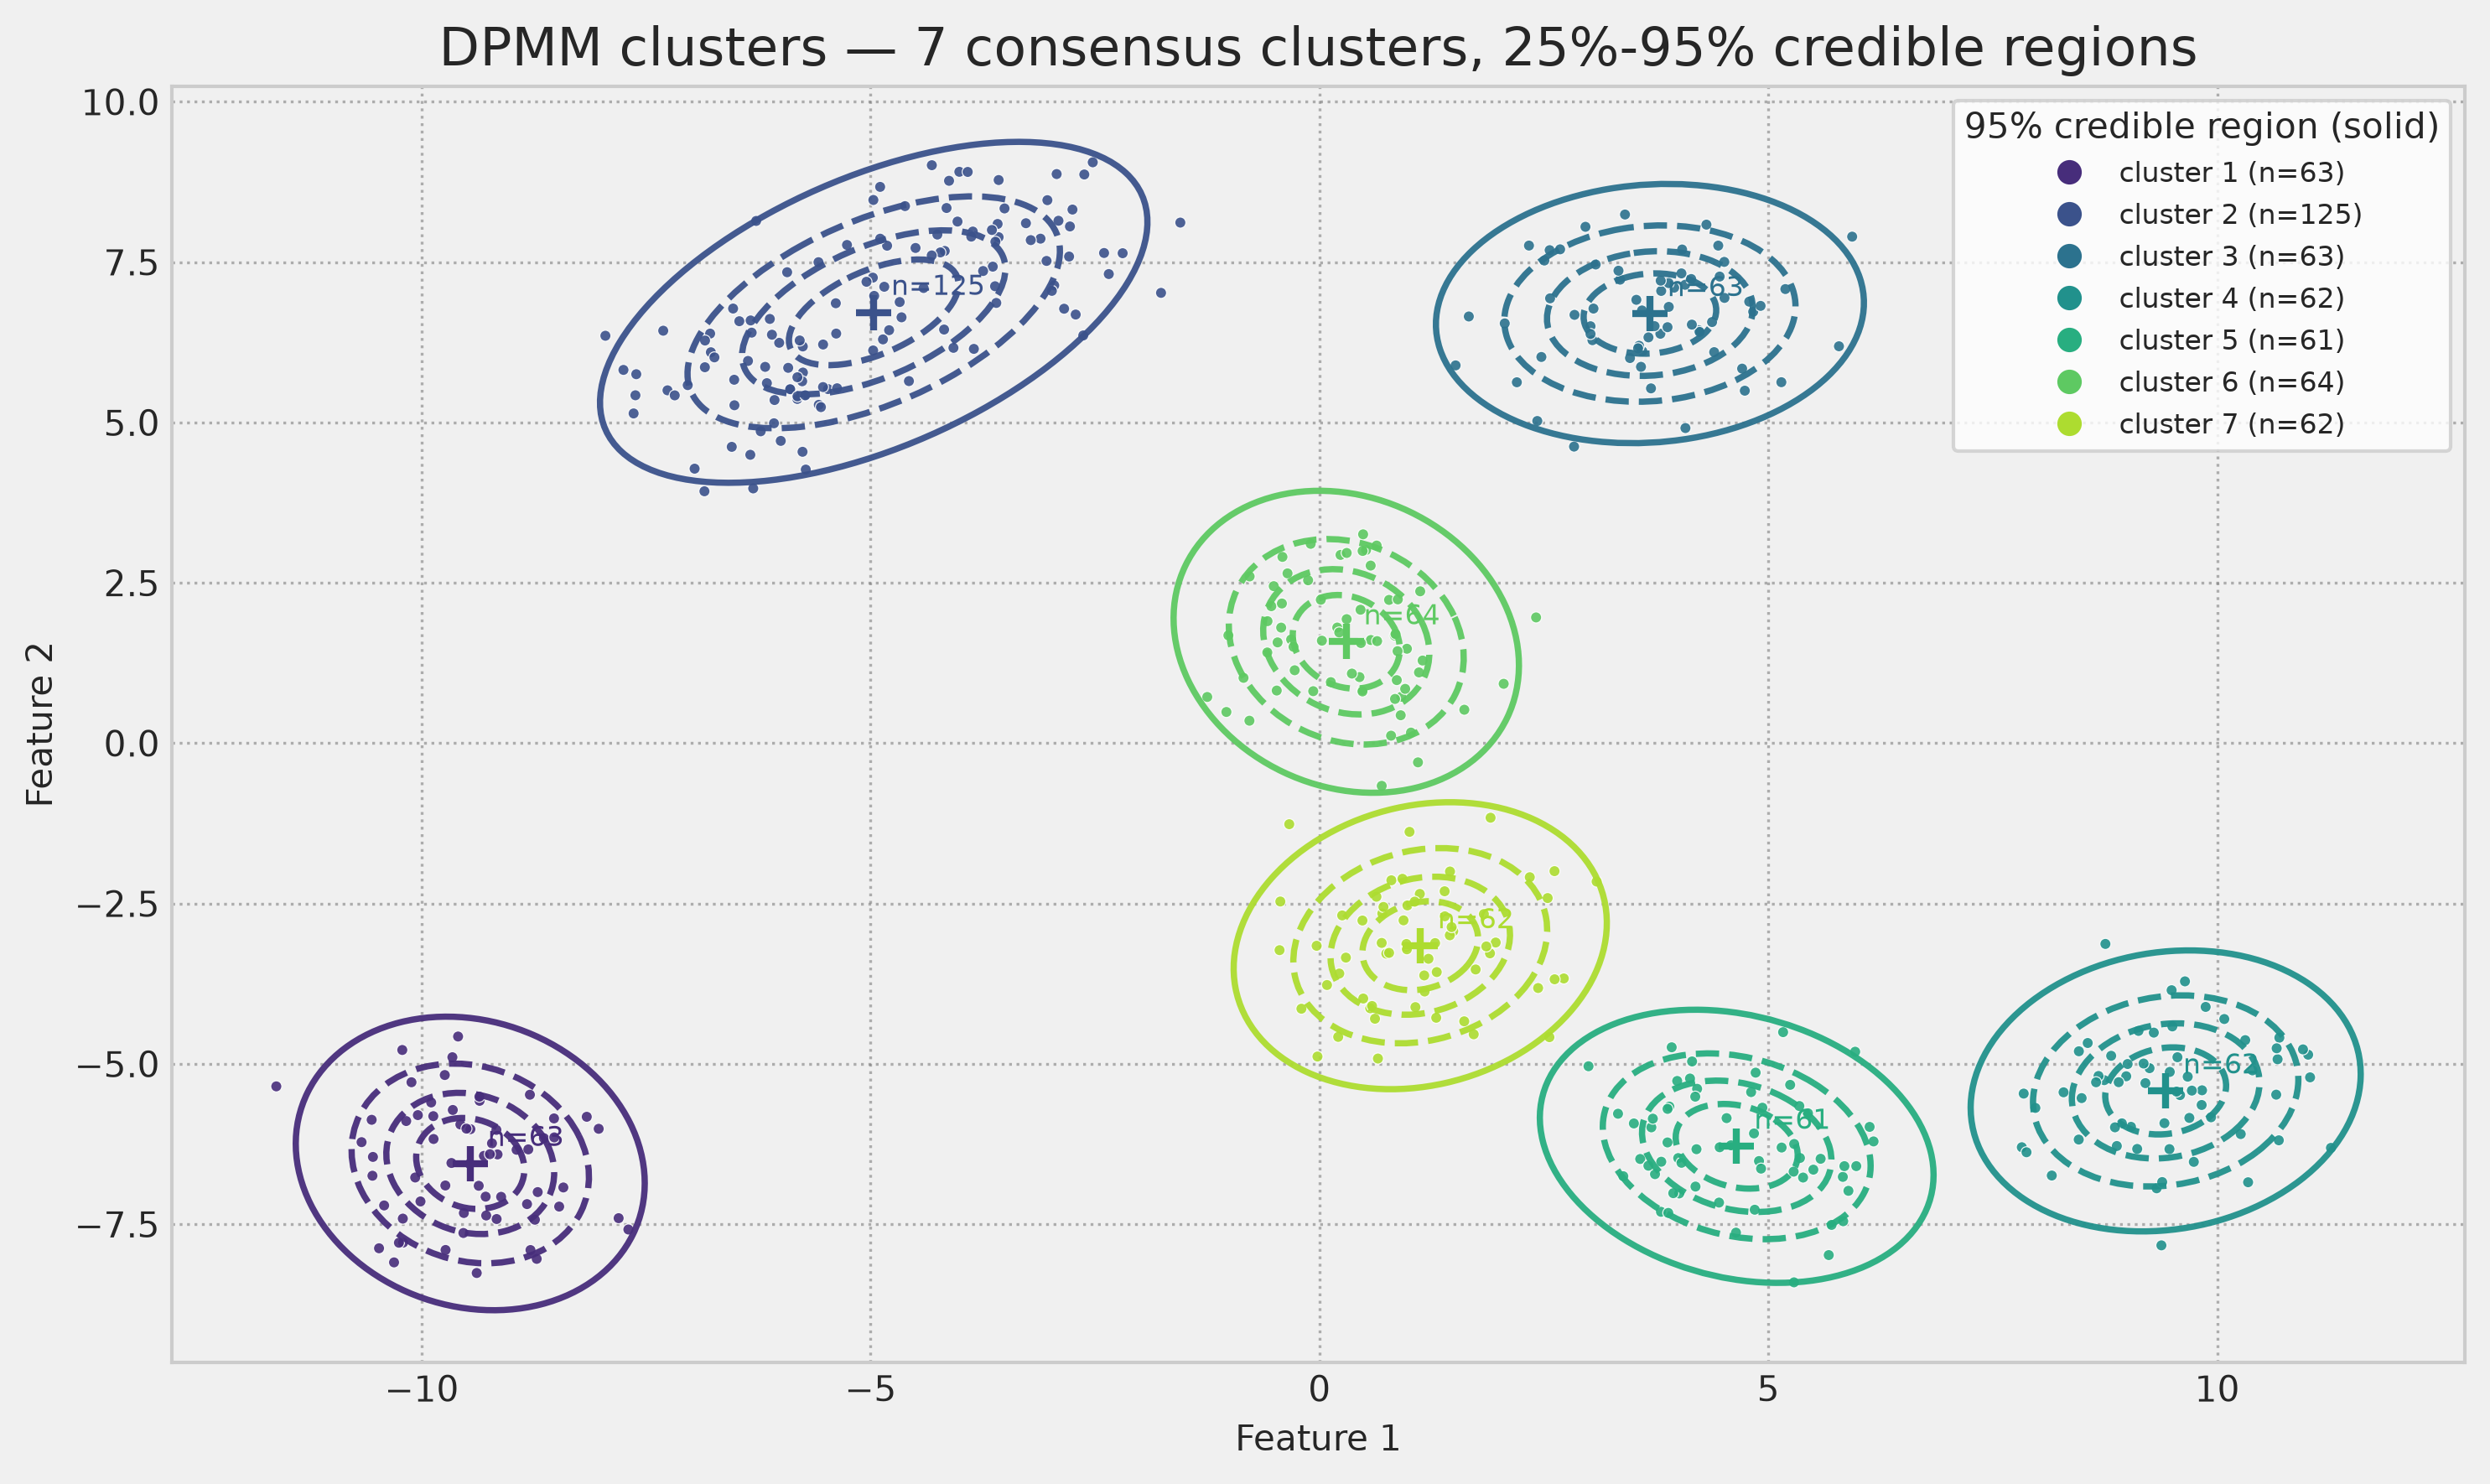 DPMM clusters — 7 consensus clusters, 25%-95% credible regions
10.0
7.5
5.0
2.5
0.0
−2.5
−5.0
−7.5
Feature 2
95% credible region (solid)
cluster 1 (n=63)
cluster 2 (n=125)
cluster 3 (n=63)
cluster 4 (n=62)
cluster 5 (n=61)
cluster 6 (n=64)
cluster 7 (n=62)
n=125
n=63
n=64
n=62
n=62
n=61
n=63
−10
−5
0
5
10
Feature 1